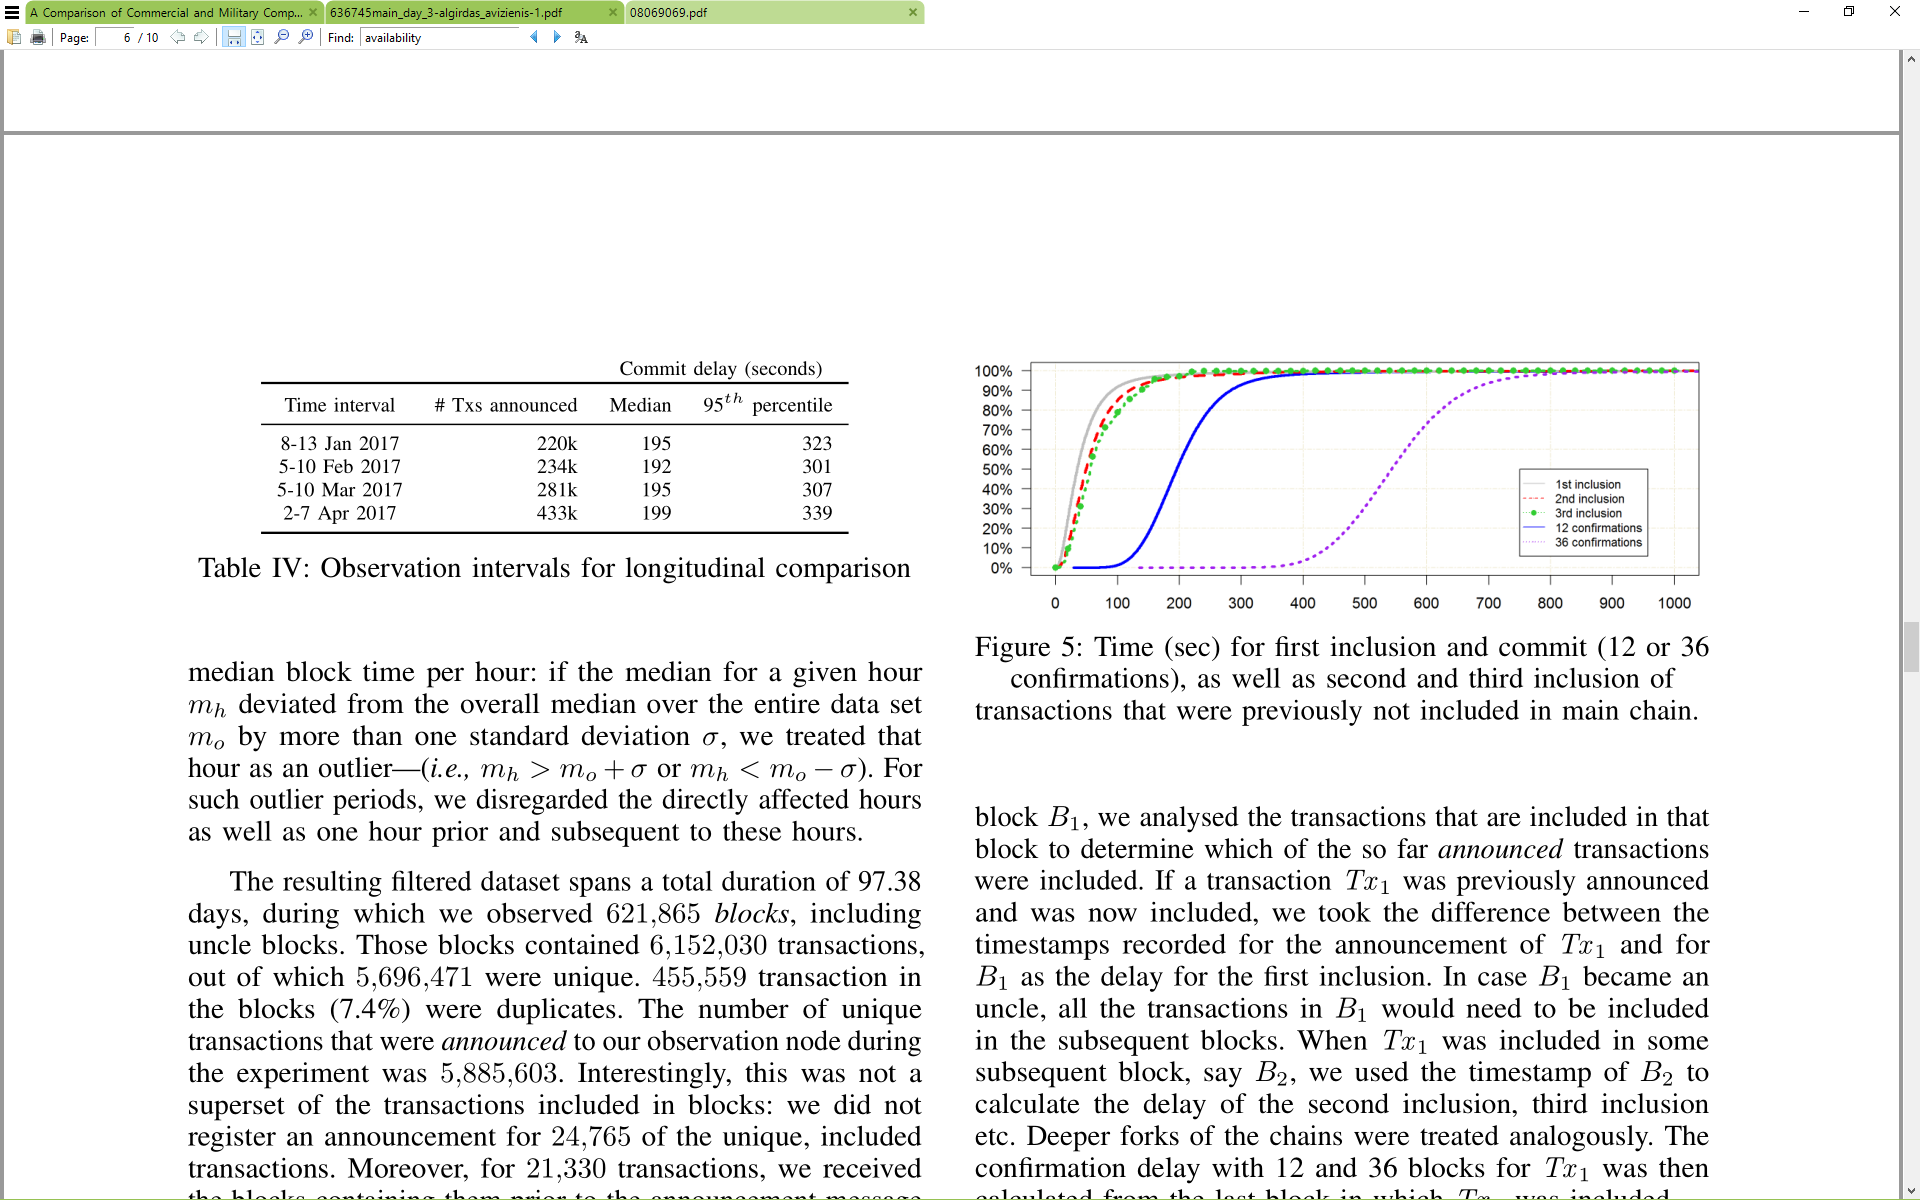 A Comparison of Commercial and Military Comp...
636745main_day_3-algirdas_avizienis-1.pdf
08069069.pdf
Page: 6 / 10 Find: availability
Commit delay (seconds)
Time interval # Txs announced Median 95th percentile
8-13 Jan 2017 220k 195 323
5-10 Feb 2017 234k 192 301
5-10 Mar 2017 281k 195 307
2-7 Apr 2017 433k 199 339
Table IV: Observation intervals for longitudinal comparison
median block time per hour: if the median for a given hour
mh deviated from the overall median over the entire data set
mo by more than one standard deviation σ, we treated that
hour as an outlier—(i.e., mh > mo + σ or mh < mo − σ). For
such outlier periods, we disregarded the directly affected hours
as well as one hour prior and subsequent to these hours.
The resulting filtered dataset spans a total duration of 97.38
days, during which we observed 621,865 blocks, including
uncle blocks. Those blocks contained 6,152,030 transactions,
out of which 5,696,471 were unique. 455,559 transaction in
the blocks (7.4%) were duplicates. The number of unique
transactions that were announced to our observation node during
the experiment was 5,885,603. Interestingly, this was not a
superset of the transactions included in blocks: we did not
register an announcement for 24,765 of the unique, included
transactions. Moreover, for 21,330 transactions, we received
the blocks containing them prior to the announcement message
100%
90%
80%
70%
60%
50%
40%
30%
20%
10%
0%
0 100 200 300 400 500 600 700 800 900 1000
1st inclusion
2nd inclusion
3rd inclusion
12 confirmations
36 confirmations
Figure 5: Time (sec) for first inclusion and commit (12 or 36
confirmations), as well as second and third inclusion of
transactions that were previously not included in main chain.
block B1, we analysed the transactions that are included in that
block to determine which of the so far announced transactions
were included. If a transaction Tx1 was previously announced
and was now included, we took the difference between the
timestamps recorded for the announcement of Tx1 and for
B1 as the delay for the first inclusion. In case B1 became an
uncle, all the transactions in B1 would need to be included
in the subsequent blocks. When Tx1 was included in some
subsequent block, say B2, we used the timestamp of B2 to
calculate the delay of the second inclusion, third inclusion
etc. Deeper forks of the chains were treated analogously. The
confirmation delay with 12 and 36 blocks for Tx1 was then
calculated from the last block in which Tx was included